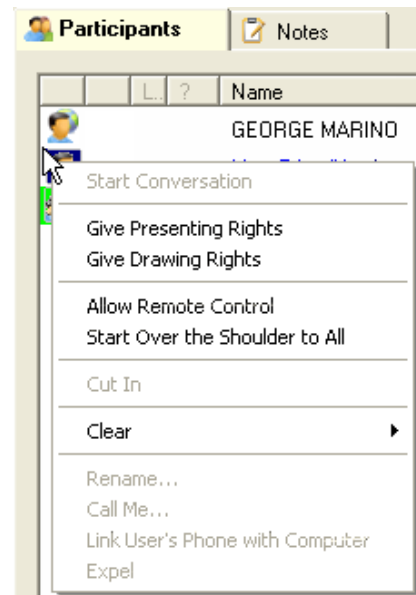 Participants
Notes
L.. ? Name
GEORGE MARINO
Start Conversation
Give Presenting Rights
Give Drawing Rights
Allow Remote Control
Start Over the Shoulder to All
Cut In
Clear
Rename...
Call Me...
Link User's Phone with Computer
Expel